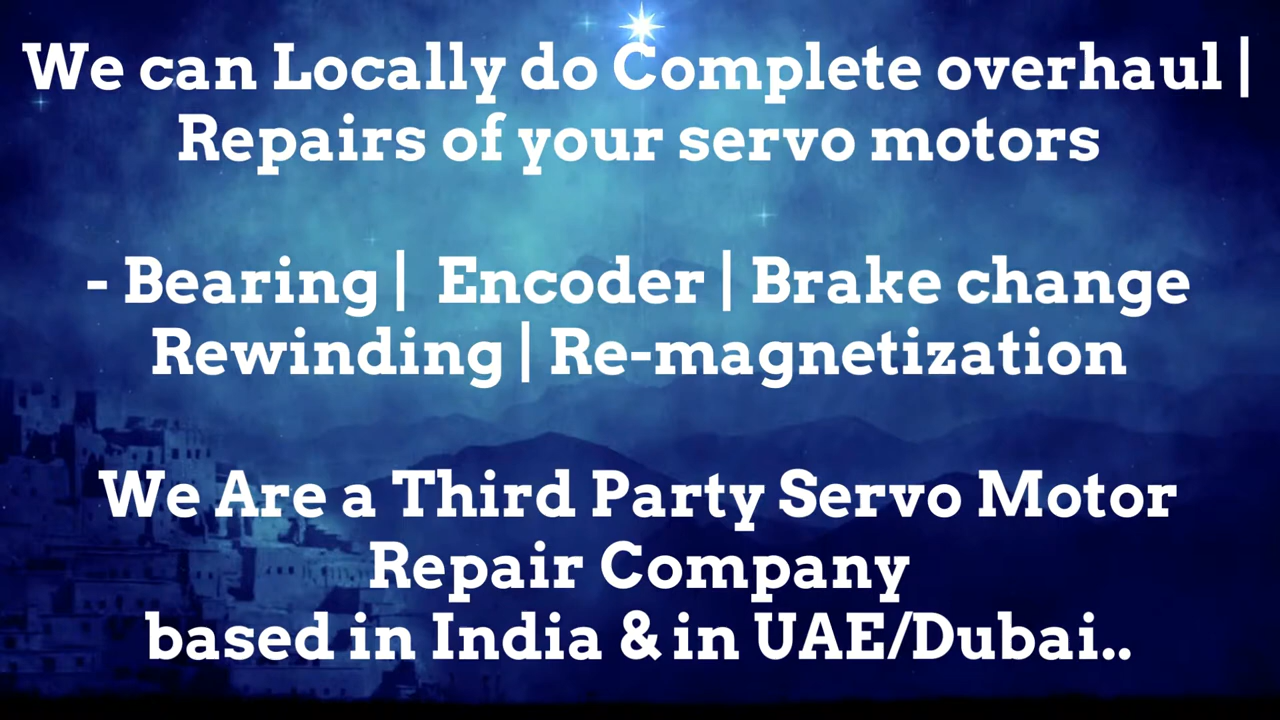 We can Locally do Complete overhaul |
Repairs of your servo motors
- Bearing |  Encoder | Brake change
Rewinding | Re-magnetization
We Are a Third Party Servo Motor
Repair Company
based in India & in UAE/Dubai..